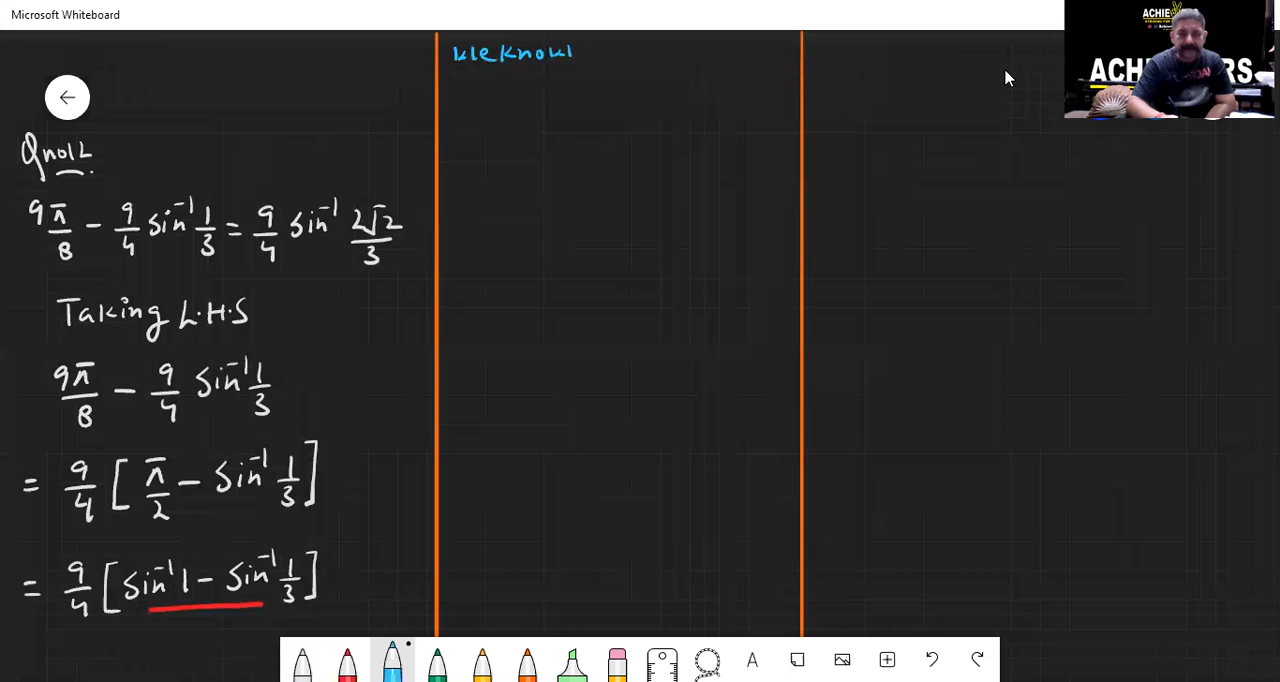 Microsoft Whiteboard
Qno12
9π/8 - 9/4 sin⁻¹ 1/3 = 9/4 sin⁻¹ 2√2/3
Taking L.H.S
9π/8 - 9/4 sin⁻¹ 1/3
= 9/4 [π/2 - sin⁻¹ 1/3]
= 9/4 [sin⁻¹ 1 - sin⁻¹ 1/3]
We Know
A